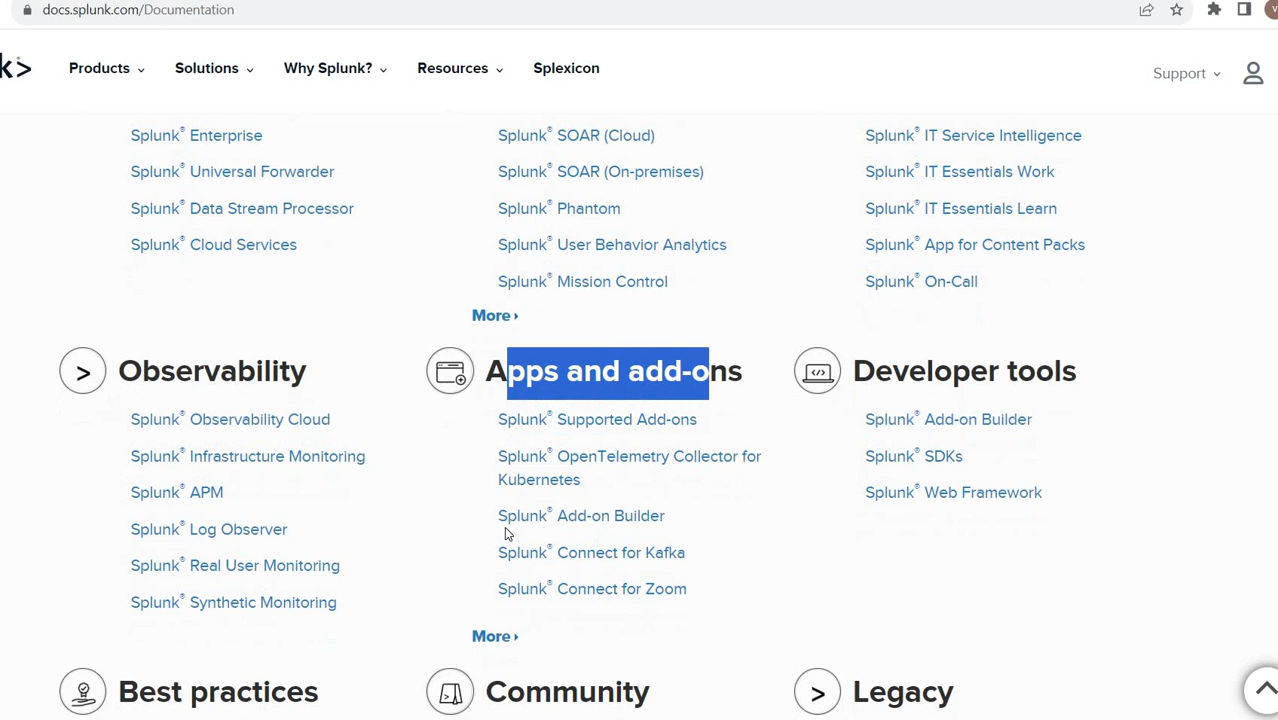 docs.splunk.com/Documentation
k>
Products
Solutions
Why Splunk?
Resources
Splexicon
Support
Splunk® Enterprise
Splunk® Universal Forwarder
Splunk® Data Stream Processor
Splunk® Cloud Services
Splunk® SOAR (Cloud)
Splunk® SOAR (On-premises)
Splunk® Phantom
Splunk® User Behavior Analytics
Splunk® Mission Control
More
Splunk® IT Service Intelligence
Splunk® IT Essentials Work
Splunk® IT Essentials Learn
Splunk® App for Content Packs
Splunk® On-Call
Observability
Splunk® Observability Cloud
Splunk® Infrastructure Monitoring
Splunk® APM
Splunk® Log Observer
Splunk® Real User Monitoring
Splunk® Synthetic Monitoring
Apps and add-ons
Splunk® Supported Add-ons
Splunk® OpenTelemetry Collector for
Kubernetes
Splunk® Add-on Builder
Splunk® Connect for Kafka
Splunk® Connect for Zoom
More
Developer tools
Splunk® Add-on Builder
Splunk® SDKs
Splunk® Web Framework
Best practices
Community
Legacy